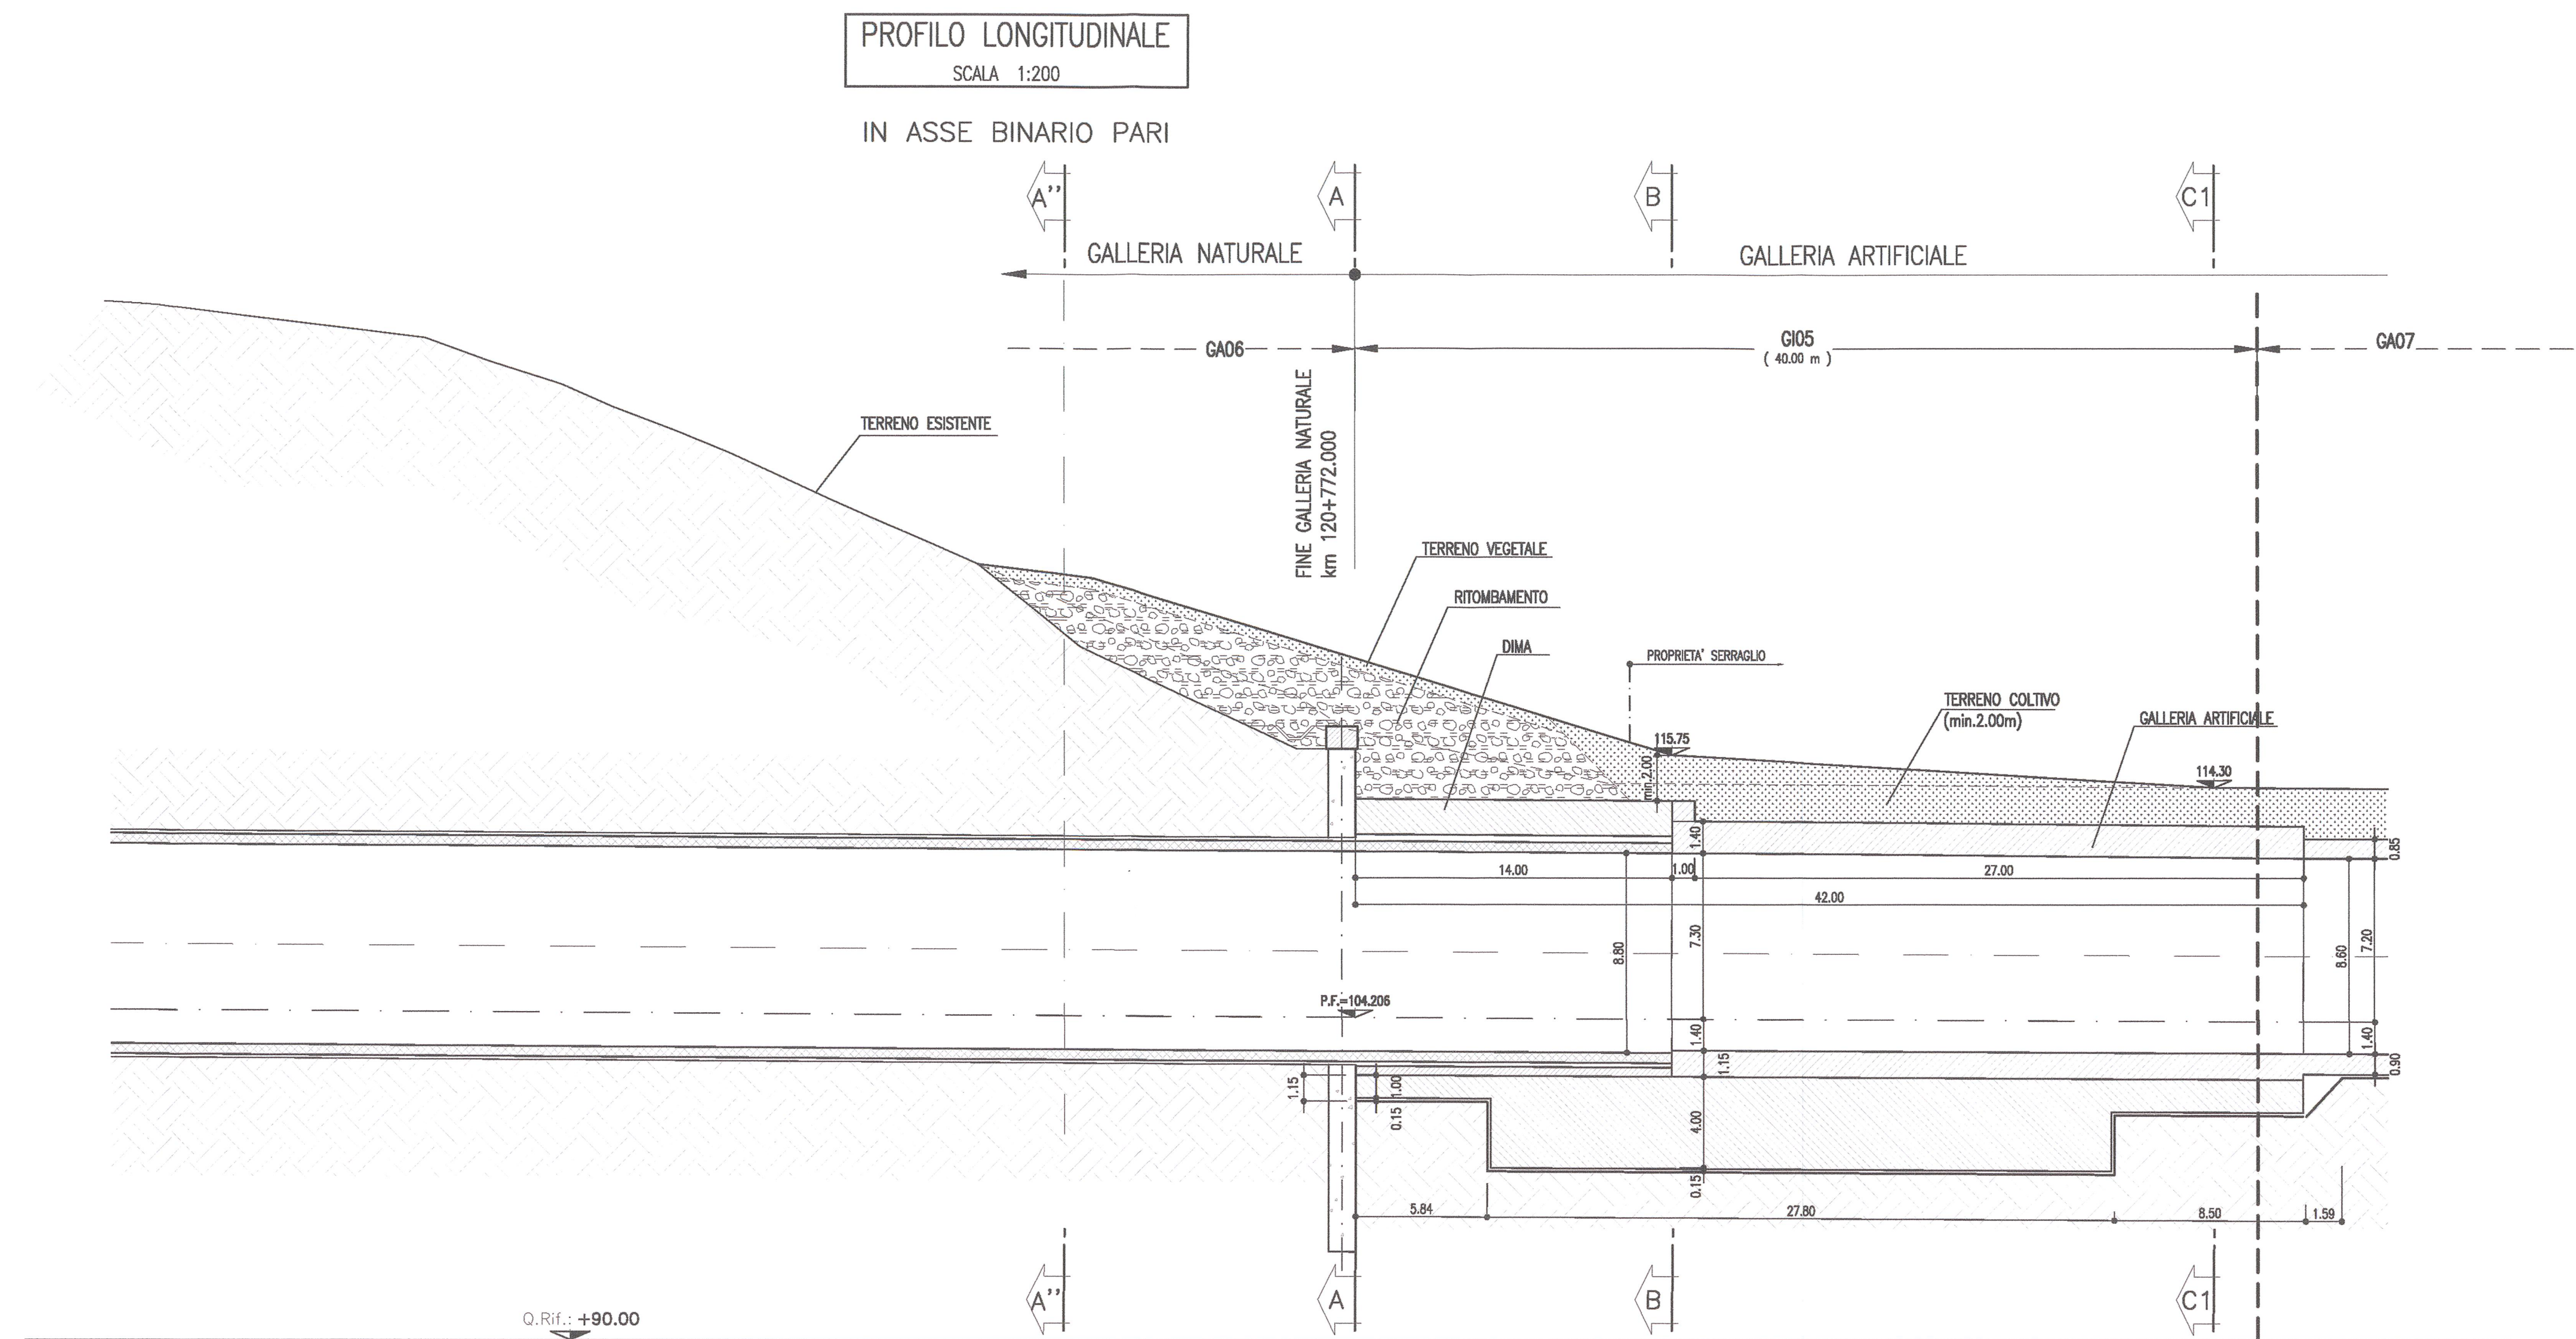 PROFILO LONGITUDINALE
SCALA 1:200
IN ASSE BINARIO PARI
A''
A
B
C1
GALLERIA NATURALE
GALLERIA ARTIFICIALE
GA06
GI05
( 40.00 m )
GA07
FINE GALLERIA NATURALE
km 120+772.000
TERRENO ESISTENTE
TERRENO VEGETALE
RITOMBAMENTO
DIMA
PROPRIETA' SERRAGLIO
TERRENO COLTIVO
(min.2.00m)
GALLERIA ARTIFICIALE
115.75
min.2.00
114.30
1.40
0.85
14.00
1.00
27.00
42.00
8.80
7.30
8.60
7.20
P.F.=104.206
1.40
1.40
1.15
0.90
1.15
1.00
0.15
4.00
0.15
5.84
27.80
8.50
1.59
A''
A
B
C1
Q.Rif.: +90.00